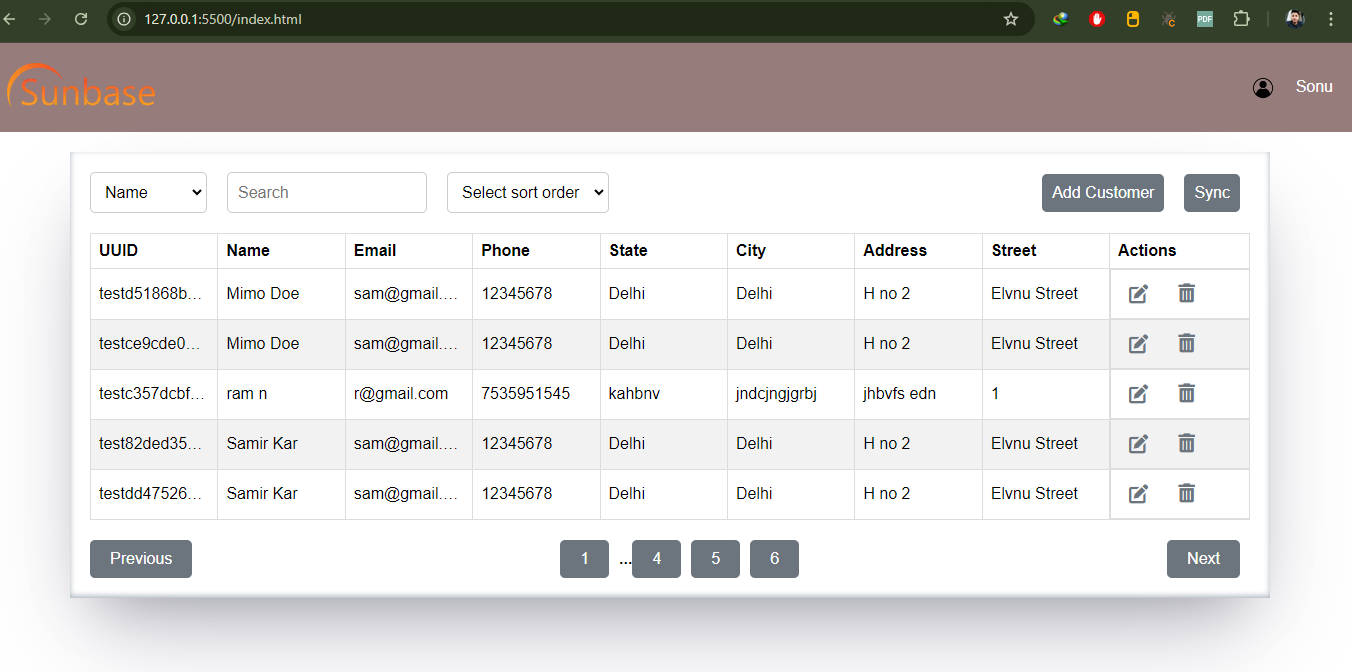 127.0.0.1:5500/index.html
C
PDF
Sunbase
Sonu
Name Search Select sort order Add Customer Sync
UUID Name Email Phone State City Address Street Actions
testd51868b... Mimo Doe sam@gmail.... 12345678 Delhi Delhi H no 2 Elvnu Street
testce9cde0... Mimo Doe sam@gmail.... 12345678 Delhi Delhi H no 2 Elvnu Street
testc357dcbf... ram n r@gmail.com 7535951545 kahbnv jndcjngjgrbj jhbvfs edn 1
test82ded35... Samir Kar sam@gmail.... 12345678 Delhi Delhi H no 2 Elvnu Street
testdd47526... Samir Kar sam@gmail.... 12345678 Delhi Delhi H no 2 Elvnu Street
Previous 1 ... 4 5 6 Next